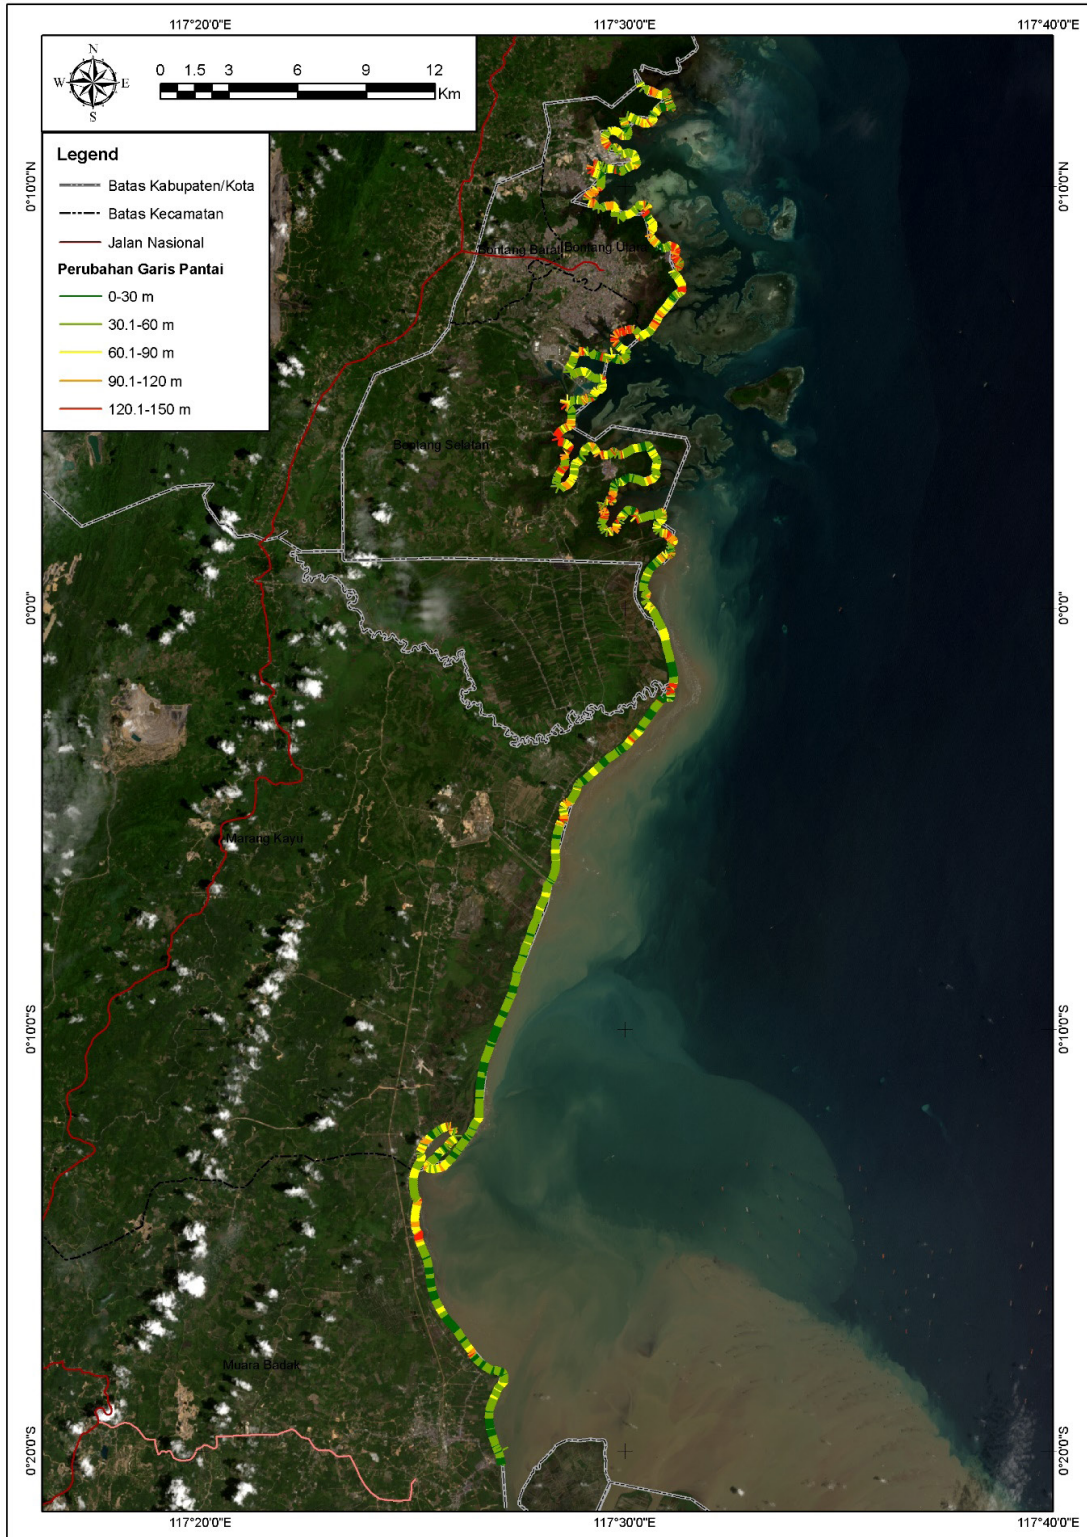 117°20'0"E 117°30'0"E 117°40'0"E
N
W E
S
0 1.5 3 6 9 12
Km
Legend
Batas Kabupaten/Kota
Batas Kecamatan
Jalan Nasional
Perubahan Garis Pantai
0-30 m
30.1-60 m
60.1-90 m
90.1-120 m
120.1-150 m
0°10'0"N 0°10'0"N
Bontang Barat Bontang Utara
Bontang Selatan
0°0'0" 0°0'0"
Marang Kayu
0°10'0"S 0°10'0"S
Muara Badak
0°20'0"S 0°20'0"S
117°20'0"E 117°30'0"E 117°40'0"E